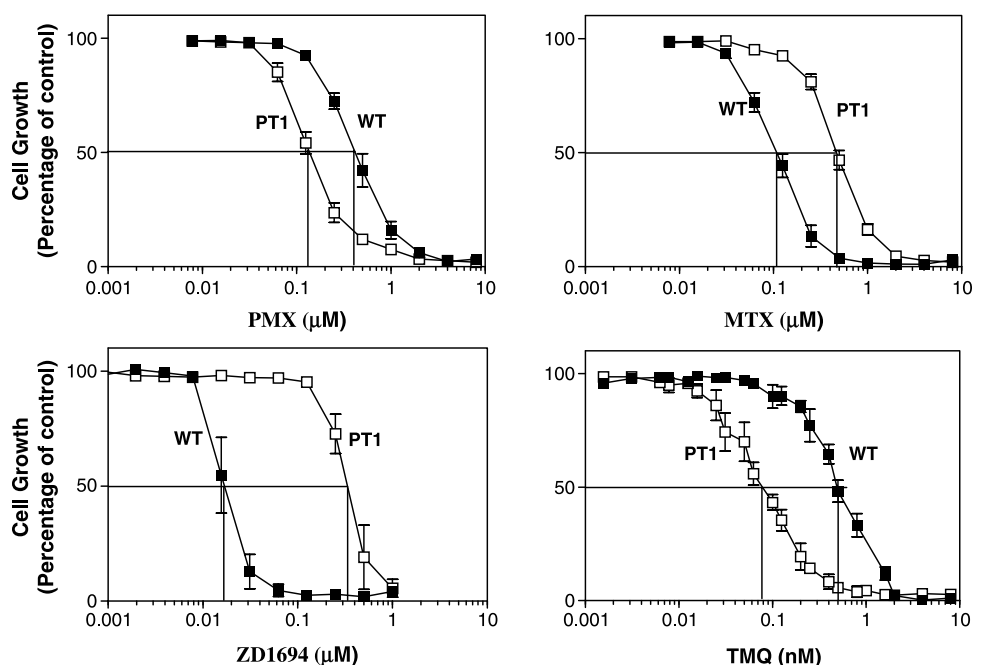 Cell Growth
(Percentage of control)
100
50
0
PT1
WT
0.001 0.01 0.1 1 10
PMX (μM)
100
50
0
WT
PT1
0.001 0.01 0.1 1 10
MTX (μM)
Cell Growth
(Percentage of control)
100
50
0
WT
PT1
0.001 0.01 0.1 1 10
ZD1694 (μM)
100
50
0
PT1
WT
0.001 0.01 0.1 1 10
TMQ (nM)